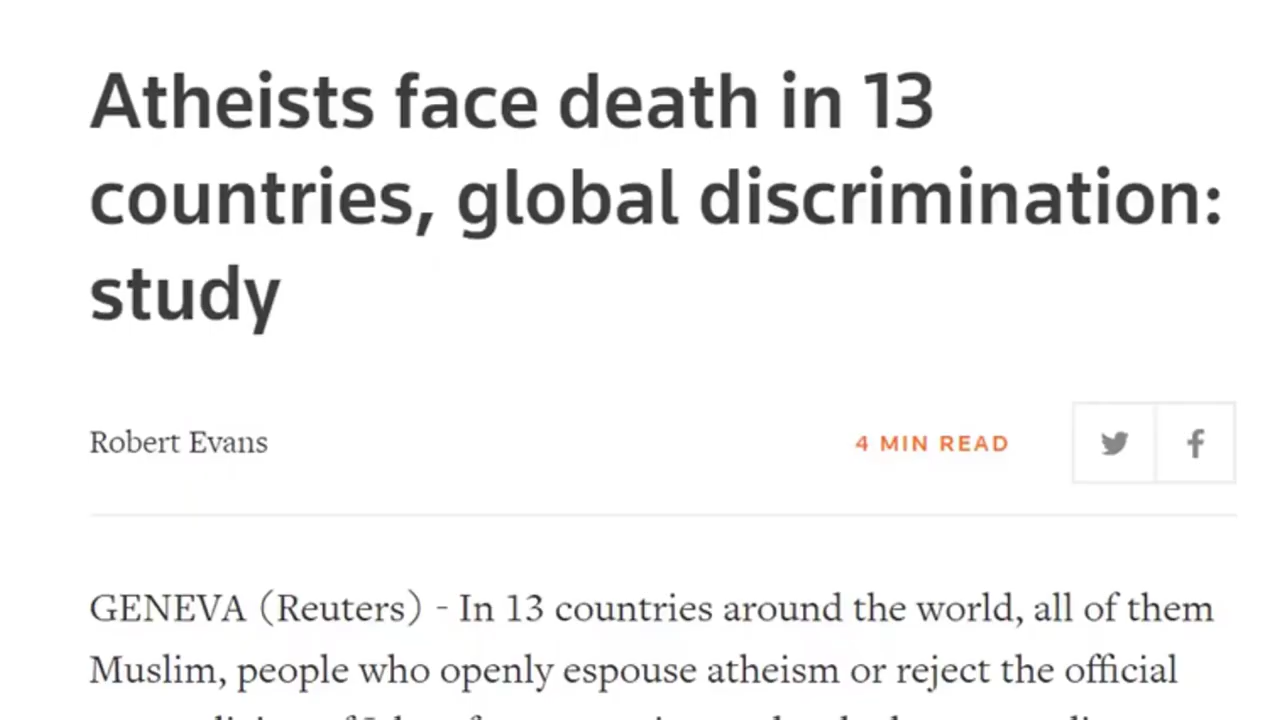 Atheists face death in 13
countries, global discrimination:
study
Robert Evans
4 MIN READ
GENEVA (Reuters) - In 13 countries around the world, all of them
Muslim, people who openly espouse atheism or reject the official